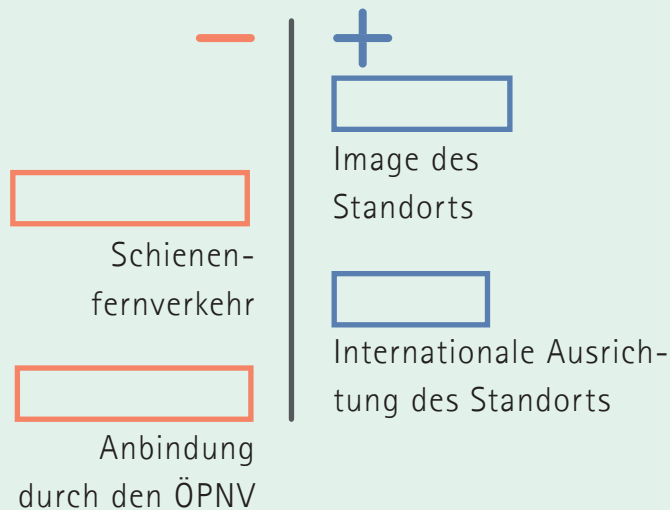 –
+
Image des
Standorts
Schienen-
fernverkehr
Internationale Ausrich-
tung des Standorts
Anbindung
durch den ÖPNV